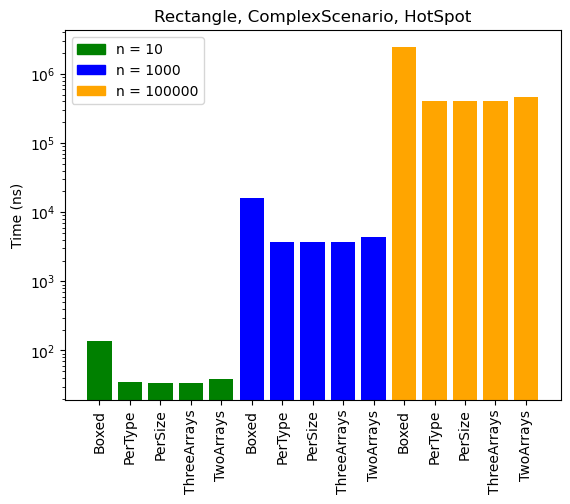 Rectangle, ComplexScenario, HotSpot
n = 10
n = 1000
n = 100000
Time (ns)
10^6
10^5
10^4
10^3
10^2
Boxed
PerType
PerSize
ThreeArrays
TwoArrays
Boxed
PerType
PerSize
ThreeArrays
TwoArrays
Boxed
PerType
PerSize
ThreeArrays
TwoArrays